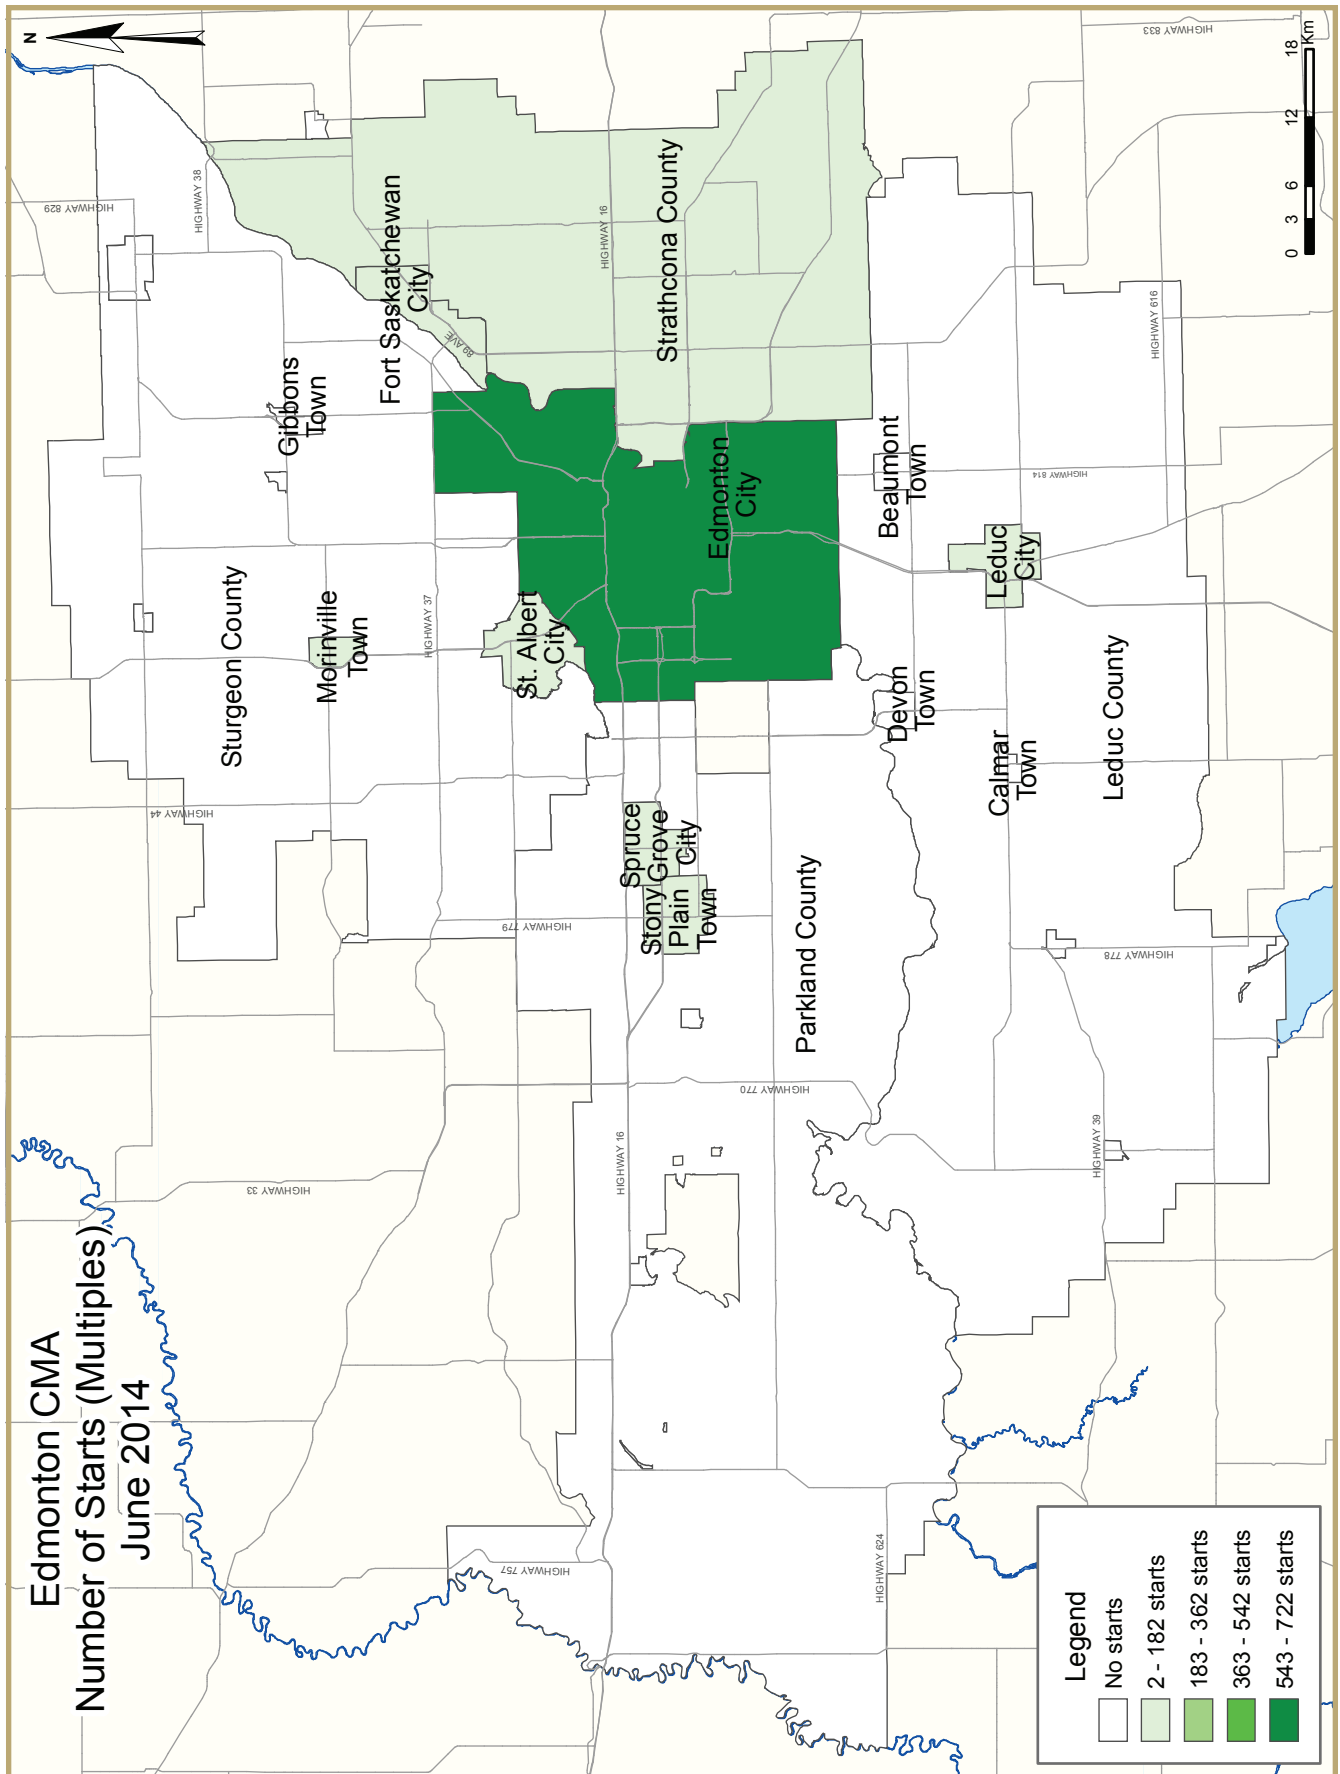 Edmonton CMA
Number of Starts (Multiples)
June 2014
N
HIGHWAY 833
HIGHWAY 829
HIGHWAY 38
HIGHWAY 16
HIGHWAY 616
Fort Saskatchewan
City
89 AVE
Strathcona County
Gibbons
Town
Sturgeon County
Morinville
Town
HIGHWAY 37
St. Albert
City
Edmonton
City
Beaumont
Town
HIGHWAY 814
Leduc
City
Devon
Town
Calmar
Town
Leduc County
HIGHWAY 44
Spruce
Grove
City
Stony
Plain
Town
HIGHWAY 779
Parkland County
HIGHWAY 778
HIGHWAY 770
HIGHWAY 33
HIGHWAY 16
HIGHWAY 39
HIGHWAY 757
HIGHWAY 624
0 3 6 12 18
Km
Legend
No starts
2 - 182 starts
183 - 362 starts
363 - 542 starts
543 - 722 starts